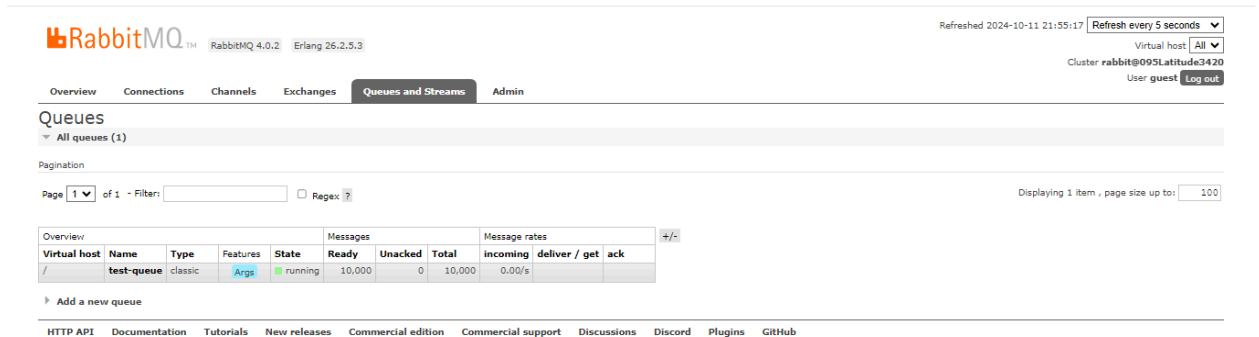 RabbitMQ TM RabbitMQ 4.0.2 Erlang 26.2.5.3
Refreshed 2024-10-11 21:55:17 Refresh every 5 seconds
Virtual host All
Cluster rabbit@095Latitude3420
User guest Log out
Overview Connections Channels Exchanges Queues and Streams Admin
Queues
All queues (1)
Pagination
Page 1 of 1 - Filter: Regex ? Displaying 1 item , page size up to: 100
Overview Messages Message rates +/-
Virtual host Name Type Features State Ready Unacked Total incoming deliver / get ack
/ test-queue classic Args running 10,000 0 10,000 0.00/s
Add a new queue
HTTP API Documentation Tutorials New releases Commercial edition Commercial support Discussions Discord Plugins GitHub